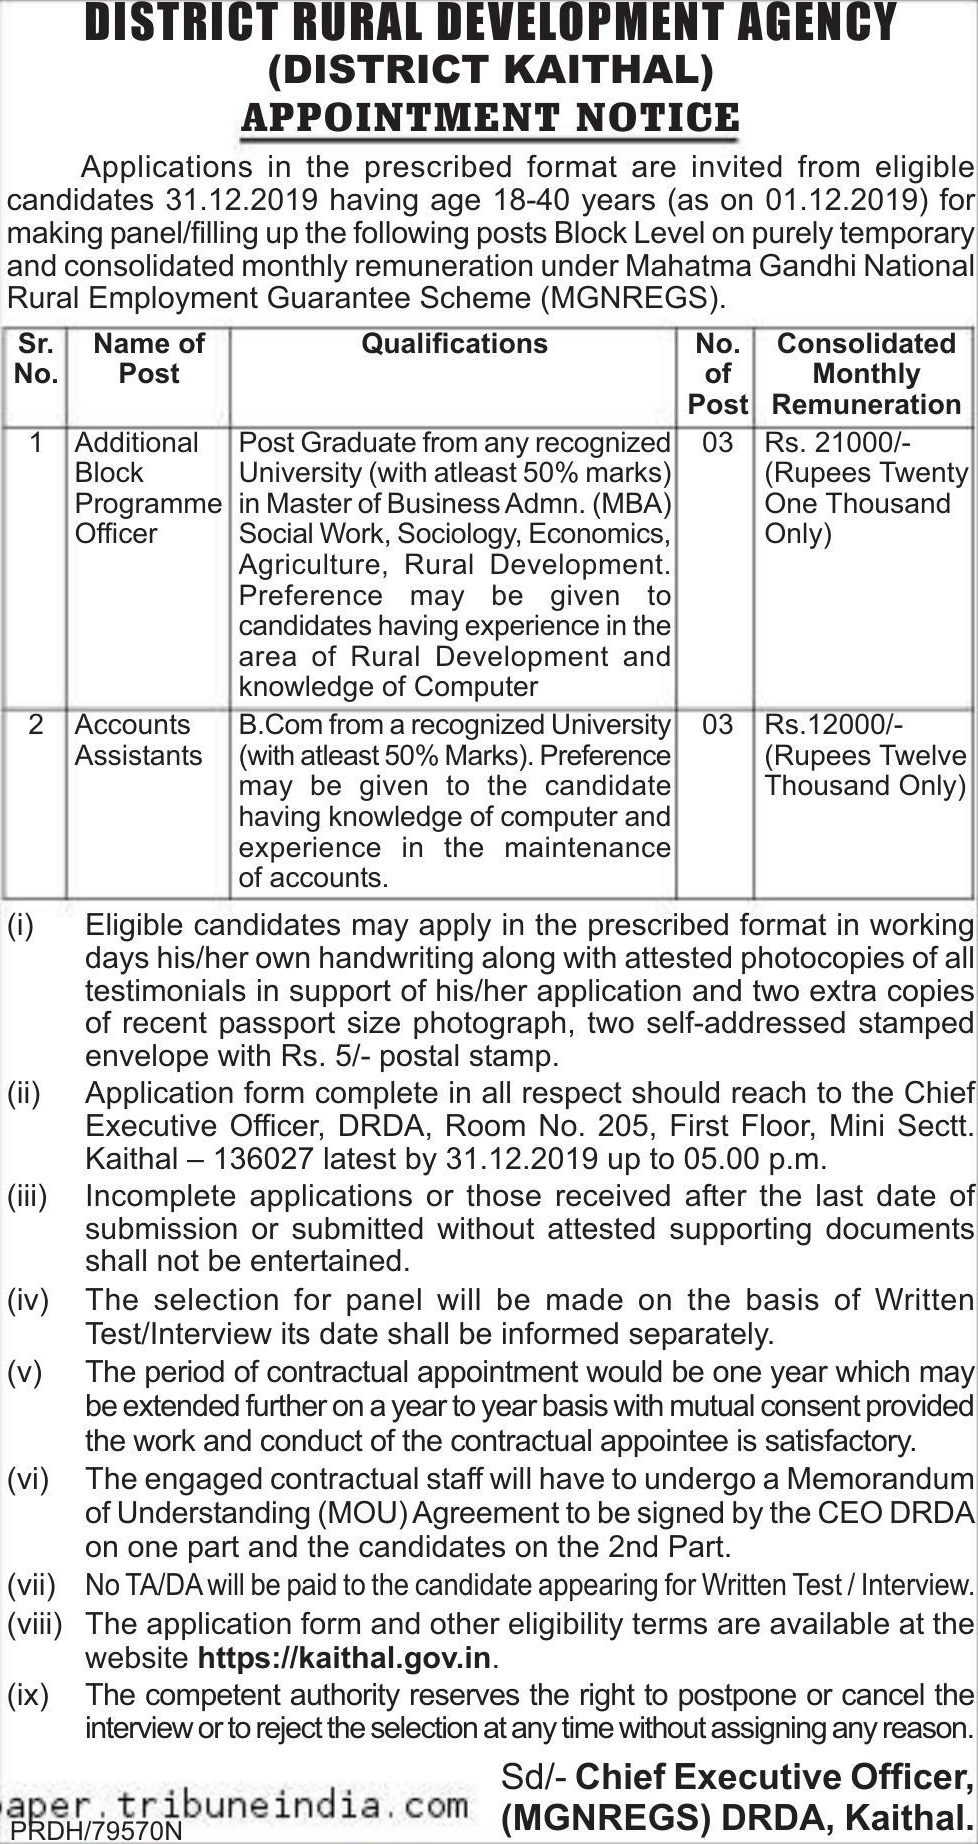 DISTRICT RURAL DEVELOPMENT AGENCY
(DISTRICT KAITHAL)
APPOINTMENT NOTICE
Applications in the prescribed format are invited from eligible
candidates 31.12.2019 having age 18-40 years (as on 01.12.2019) for
making panel/filling up the following posts Block Level on purely temporary
and consolidated monthly remuneration under Mahatma Gandhi National
Rural Employment Guarantee Scheme (MGNREGS).
Sr. No.
Name of Post
Qualifications
No. of Post
Consolidated Monthly Remuneration
1
Additional
Block
Programme
Officer
Post Graduate from any recognized
University (with atleast 50% marks)
in Master of Business Admn. (MBA)
Social Work, Sociology, Economics,
Agriculture, Rural Development.
Preference may be given to
candidates having experience in the
area of Rural Development and
knowledge of Computer
03
Rs. 21000/-
(Rupees Twenty
One Thousand
Only)
2
Accounts
Assistants
B.Com from a recognized University
(with atleast 50% Marks). Preference
may be given to the candidate
having knowledge of computer and
experience in the maintenance
of accounts.
03
Rs.12000/-
(Rupees Twelve
Thousand Only)
(i) Eligible candidates may apply in the prescribed format in working
days his/her own handwriting along with attested photocopies of all
testimonials in support of his/her application and two extra copies
of recent passport size photograph, two self-addressed stamped
envelope with Rs. 5/- postal stamp.
(ii) Application form complete in all respect should reach to the Chief
Executive Officer, DRDA, Room No. 205, First Floor, Mini Sectt.
Kaithal – 136027 latest by 31.12.2019 up to 05.00 p.m.
(iii) Incomplete applications or those received after the last date of
submission or submitted without attested supporting documents
shall not be entertained.
(iv) The selection for panel will be made on the basis of Written
Test/Interview its date shall be informed separately.
(v) The period of contractual appointment would be one year which may
be extended further on a year to year basis with mutual consent provided
the work and conduct of the contractual appointee is satisfactory.
(vi) The engaged contractual staff will have to undergo a Memorandum
of Understanding (MOU) Agreement to be signed by the CEO DRDA
on one part and the candidates on the 2nd Part.
(vii) No TA/DA will be paid to the candidate appearing for Written Test / Interview.
(viii) The application form and other eligibility terms are available at the
website https://kaithal.gov.in.
(ix) The competent authority reserves the right to postpone or cancel the
interview or to reject the selection at any time without assigning any reason.
Sd/- Chief Executive Officer,
(MGNREGS) DRDA, Kaithal.
aper.tribuneindia.com
PRDH/79570N